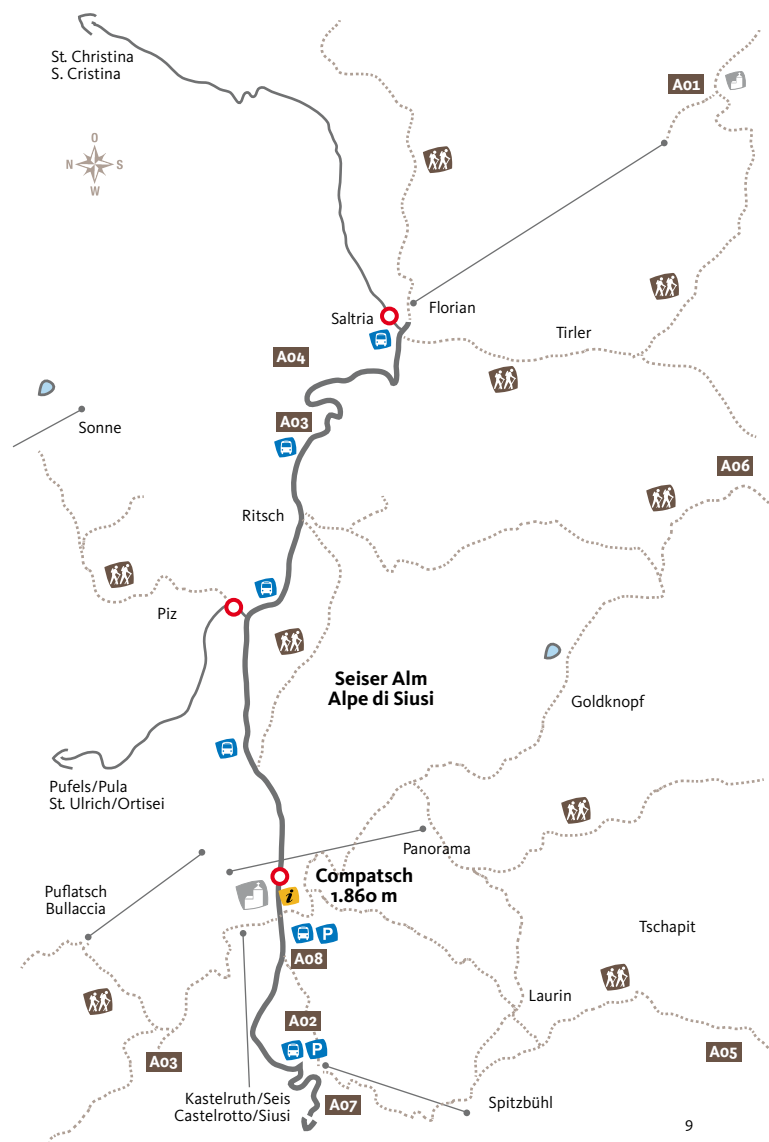 St. Christina
S. Cristina
A01
O
N
S
W
Saltria
Florian
Tirler
A04
A03
Sonne
A06
Ritsch
Piz
Seiser Alm
Alpe di Siusi
Goldknopf
Pufels/Pula
St. Ulrich/Ortisei
Panorama
Compatsch
1.860 m
i
Puflatsch
Bullaccia
P
A08
Tschapit
Laurin
A02
P
A03
A05
Kastelruth/Seis
Castelrotto/Siusi
A07
Spitzbühl
9